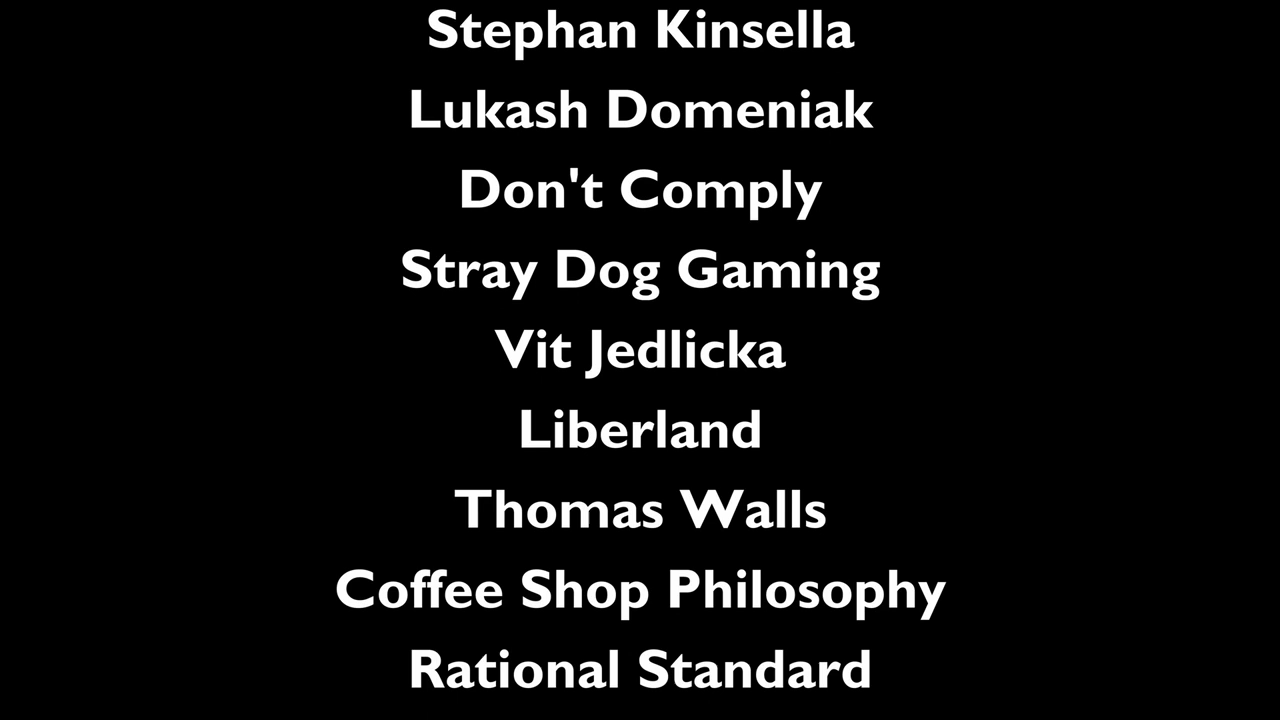 Stephan Kinsella
Lukash Domeniak
Don't Comply
Stray Dog Gaming
Vit Jedlicka
Liberland
Thomas Walls
Coffee Shop Philosophy
Rational Standard